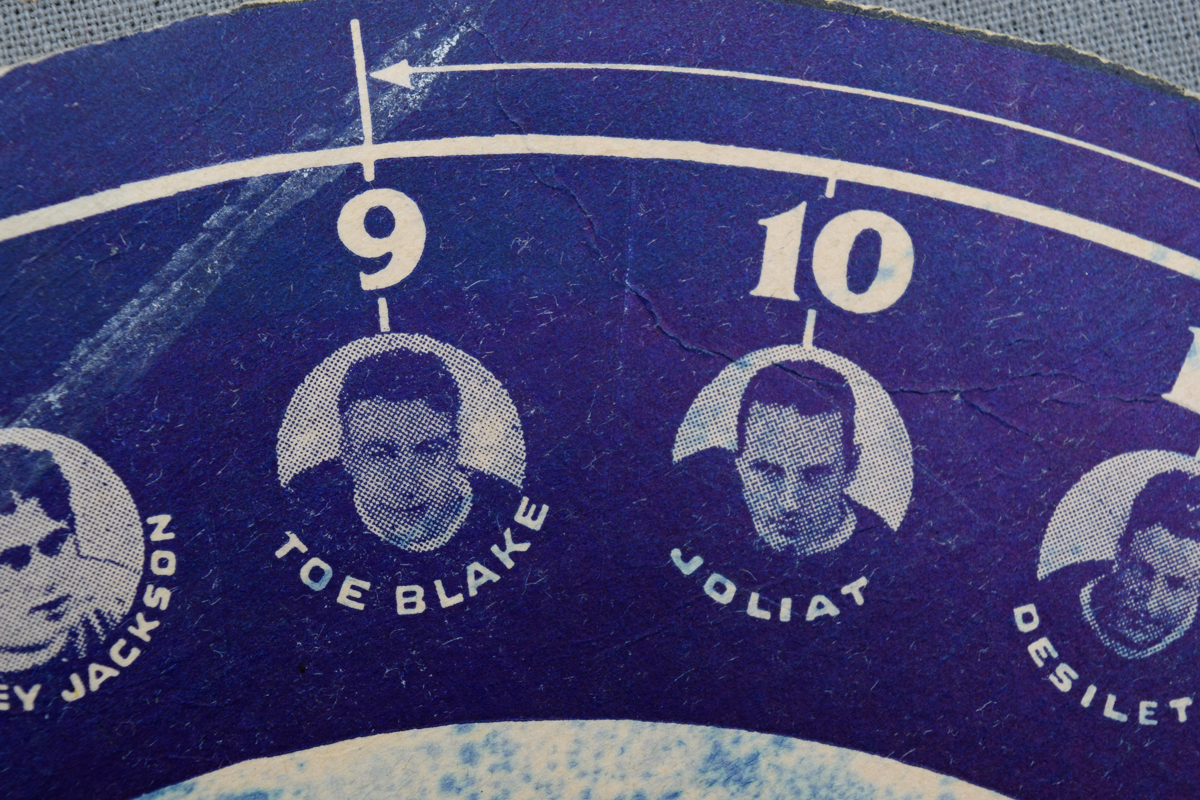 9
10
TOE BLAKE
JOLIAT
EY JACKSON
DESILET